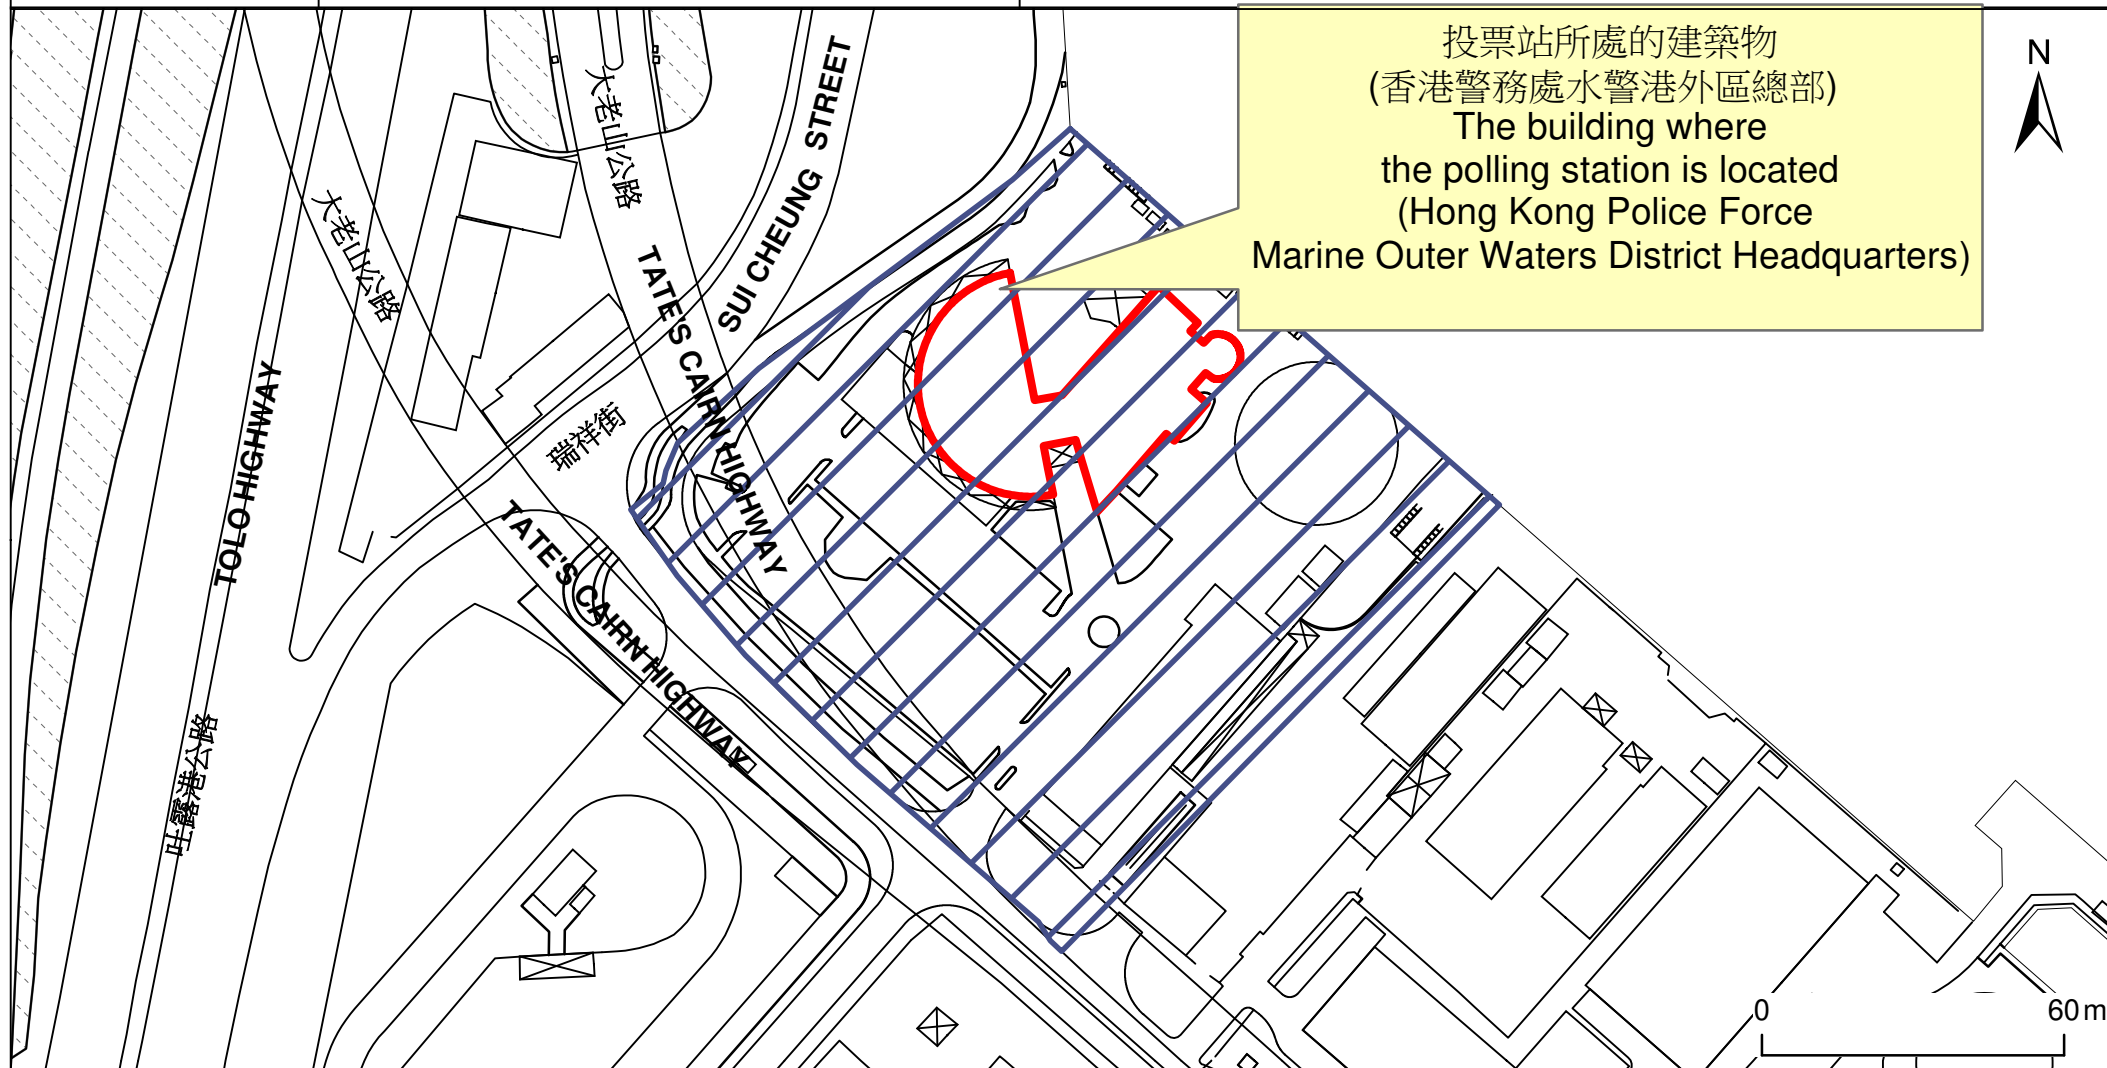 投票站所處的建築物
(香港警務處水警港外區總部)
The building where
the polling station is located
(Hong Kong Police Force
Marine Outer Waters District Headquarters)
N
大老山公路
SUI CHEUNG STREET
大老山公路
TATE'S CAIRN HIGHWAY
TOLO HIGHWAY
瑞祥街
TATE'S CAIRN HIGHWAY
吐露港公路
0 60m